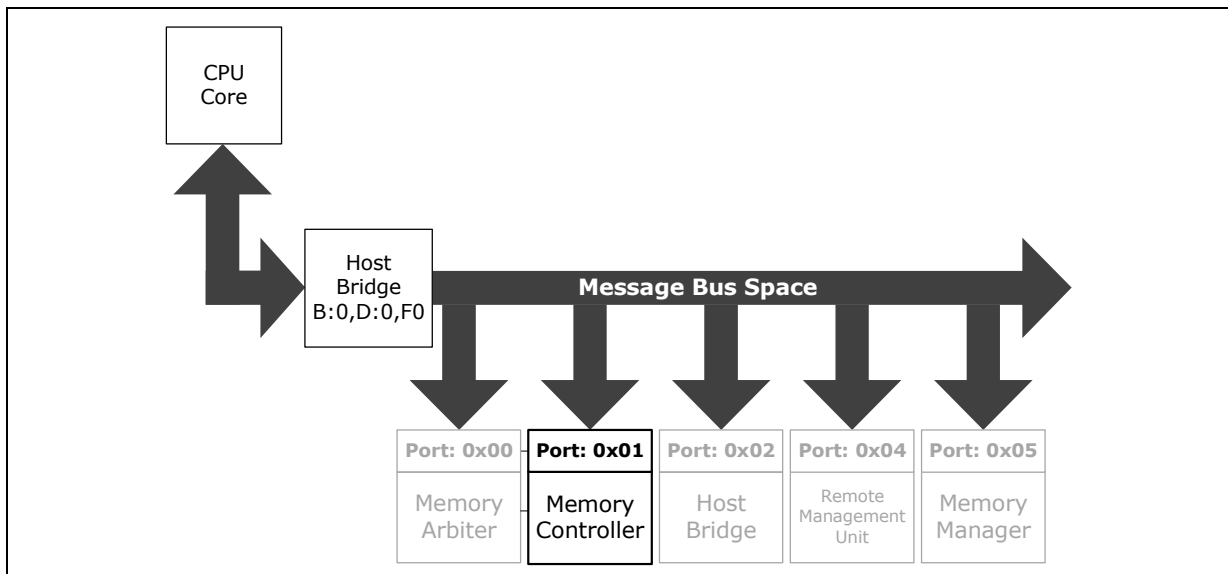 CPU
Core
Host
Bridge
B:0,D:0,F0
Message Bus Space
Port: 0x00
Port: 0x01
Port: 0x02
Port: 0x04
Port: 0x05
Memory
Arbiter
Memory
Controller
Host
Bridge
Remote
Management
Unit
Memory
Manager